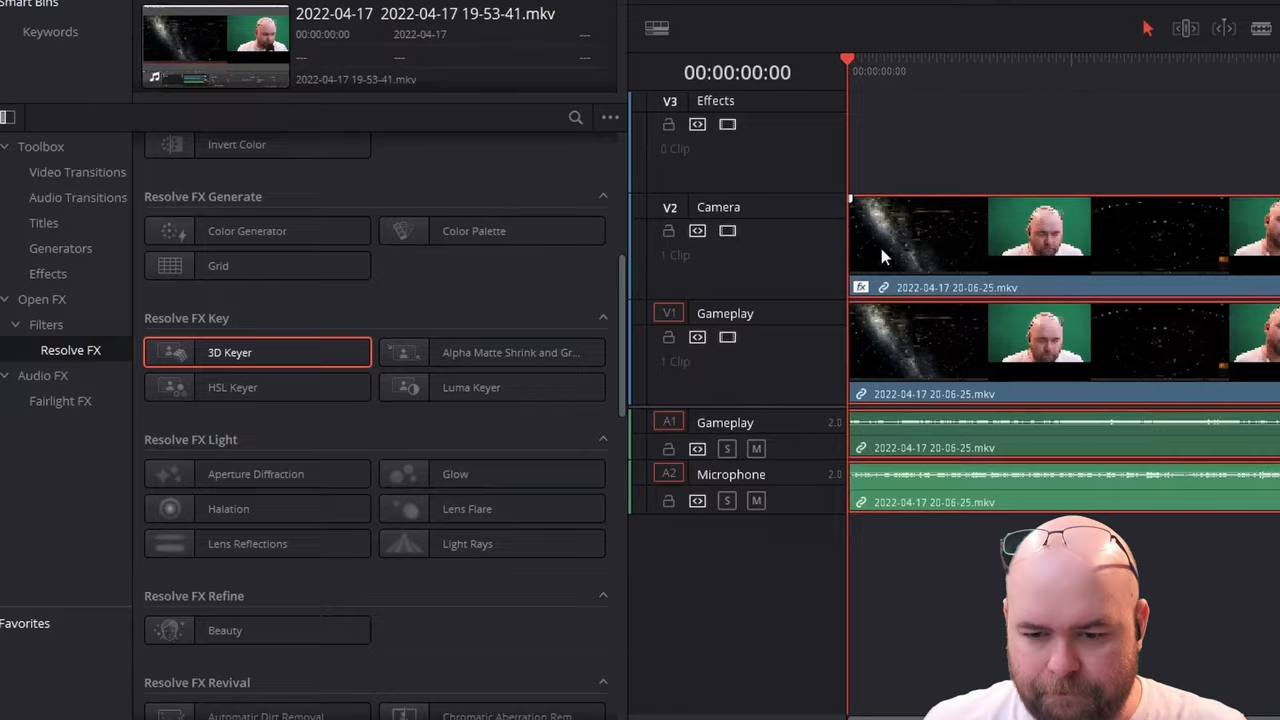 Smart Bins
Keywords
2022-04-17 2022-04-17 19-53-41.mkv
00:00:00:00 2022-04-17 ---
--- --- ---
2022-04-17 19-53-41.mkv ---
Toolbox
Video Transitions
Audio Transitions
Titles
Generators
Effects
Open FX
Filters
Resolve FX
Audio FX
Fairlight FX
Favorites
Invert Color
Resolve FX Generate
Color Generator
Color Palette
Grid
Resolve FX Key
3D Keyer
Alpha Matte Shrink and Gr...
HSL Keyer
Luma Keyer
Resolve FX Light
Aperture Diffraction
Glow
Halation
Lens Flare
Lens Reflections
Light Rays
Resolve FX Refine
Beauty
Resolve FX Revival
Automatic Dirt Removal
Chromatic Aberration Rem...
00:00:00:00
00:00:00:00
V3 Effects
0 Clip
V2 Camera
1 Clip
fx 2022-04-17 20-06-25.mkv
V1 Gameplay
1 Clip
2022-04-17 20-06-25.mkv
A1 Gameplay 2.0
S M
2022-04-17 20-06-25.mkv
A2 Microphone 2.0
S M
2022-04-17 20-06-25.mkv